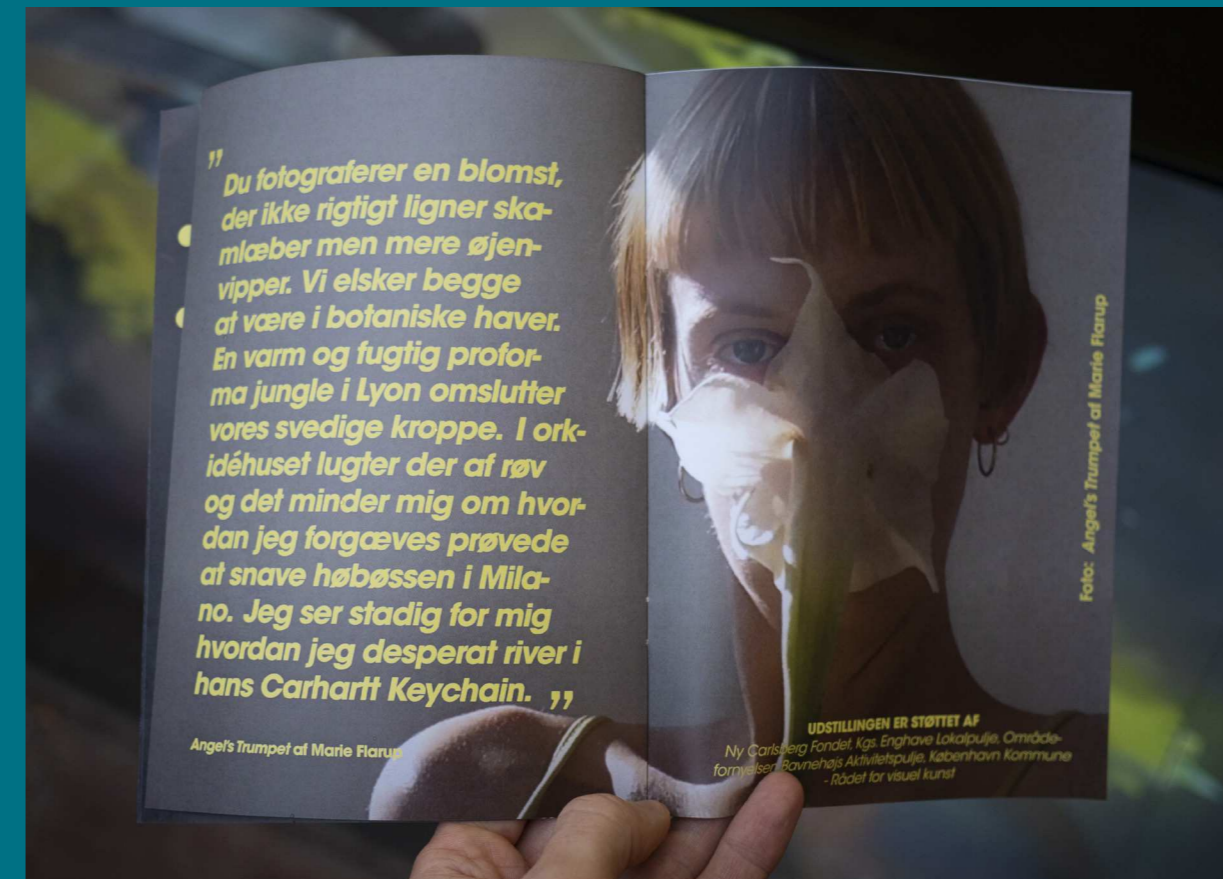 ”
Du fotograferer en blomst,
der ikke rigtigt ligner ska-
mlæber men mere øjen-
vipper. Vi elsker begge
at være i botaniske haver.
En varm og fugtig profor-
ma jungle i Lyon omslutter
vores svedige kroppe. I ork-
idéhuset lugter der af røv
og det minder mig om hvor-
dan jeg forgæves prøvede
at snave høbøssen i Mila-
no. Jeg ser stadig for mig
hvordan jeg desperat river i
hans Carhartt Keychain. ”
Angel's Trumpet af Marie Flarup
Foto: Angel's Trumpet af Marie Flarup
UDSTILLINGEN ER STØTTET AF
Ny Carlsberg Fondet, Kgs. Enghave Lokalpulje, Område-
fornyelsen Bavnehøjs Aktivitetspulje, København Kommune
- Rådet for visuel kunst